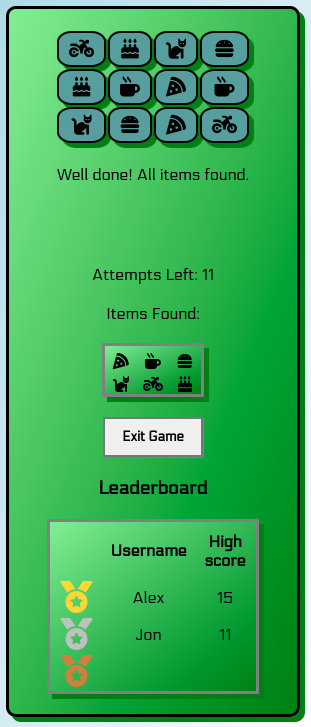 Well done! All items found.
Attempts Left: 11
Items Found:
Exit Game
Leaderboard
Username High score
Alex 15
Jon 11